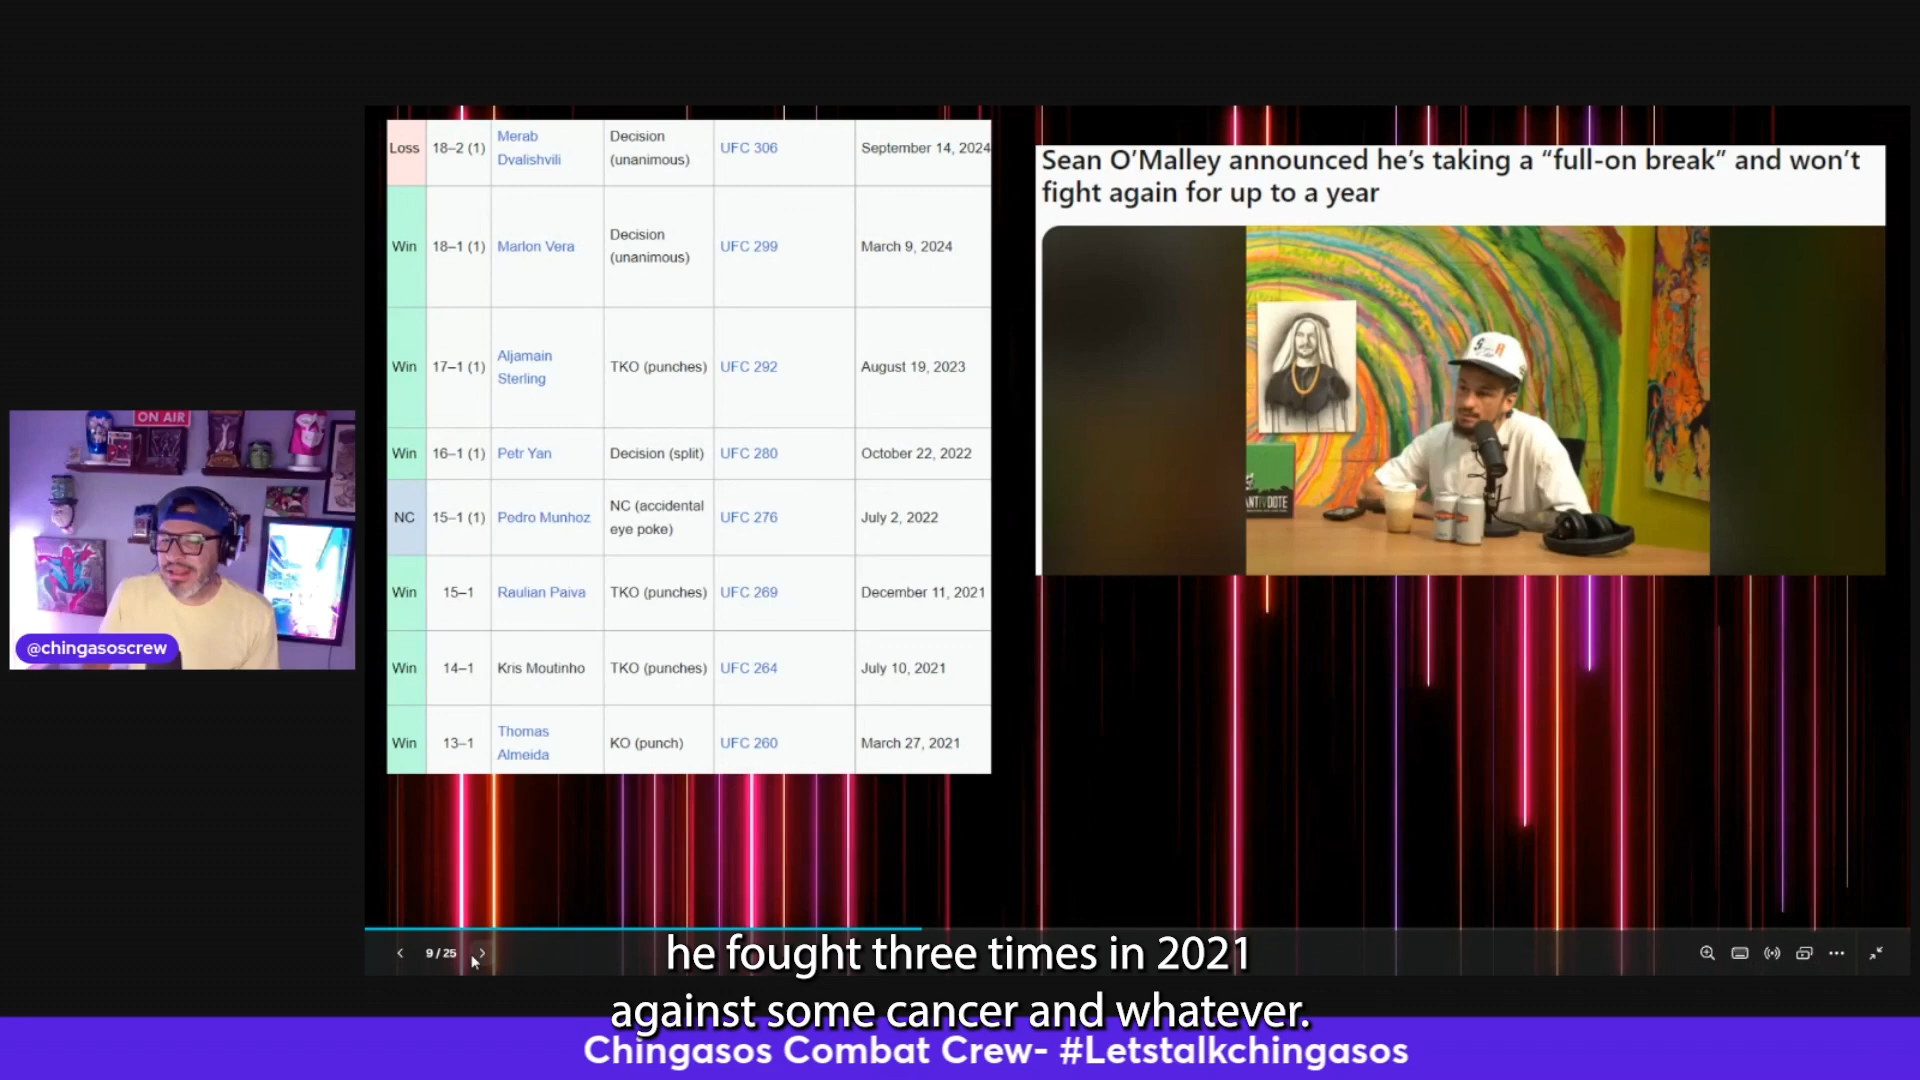 Loss 18–2 (1) Merab Dvalishvili Decision (unanimous) UFC 306 September 14, 2024
Win 18–1 (1) Marlon Vera Decision (unanimous) UFC 299 March 9, 2024
Win 17–1 (1) Aljamain Sterling TKO (punches) UFC 292 August 19, 2023
Win 16–1 (1) Petr Yan Decision (split) UFC 280 October 22, 2022
NC 15–1 (1) Pedro Munhoz NC (accidental eye poke) UFC 276 July 2, 2022
Win 15–1 Raulian Paiva TKO (punches) UFC 269 December 11, 2021
Win 14–1 Kris Moutinho TKO (punches) UFC 264 July 10, 2021
Win 13–1 Thomas Almeida KO (punch) UFC 260 March 27, 2021
Sean O’Malley announced he’s taking a “full-on break” and won’t
fight again for up to a year
ON AIR
@chingasoscrew
9 / 25
he fought three times in 2021
against some cancer and whatever.
Chingasos Combat Crew- #Letstalkchingasos